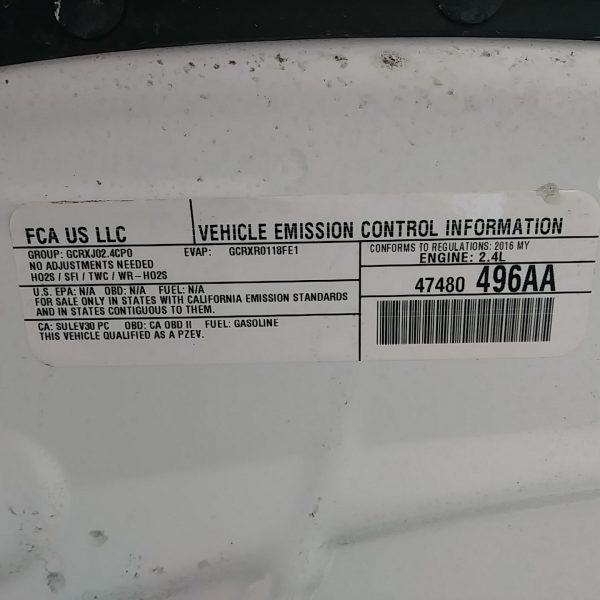 FCA US LLC
VEHICLE EMISSION CONTROL INFORMATION
GROUP: GCRXJ02.4CP0 EVAP: GCRXR0118FE1
NO ADJUSTMENTS NEEDED
HO2S / SFI / TWC / WR-HO2S
CONFORMS TO REGULATIONS: 2016 MY
ENGINE: 2.4L
U.S. EPA: N/A OBD: N/A FUEL: N/A
FOR SALE ONLY IN STATES WITH CALIFORNIA EMISSION STANDARDS
AND IN STATES CONTIGUOUS TO THEM.
47480 496AA
CA: SULEV30 PC OBD: CA OBD II FUEL: GASOLINE
THIS VEHICLE QUALIFIED AS A PZEV.